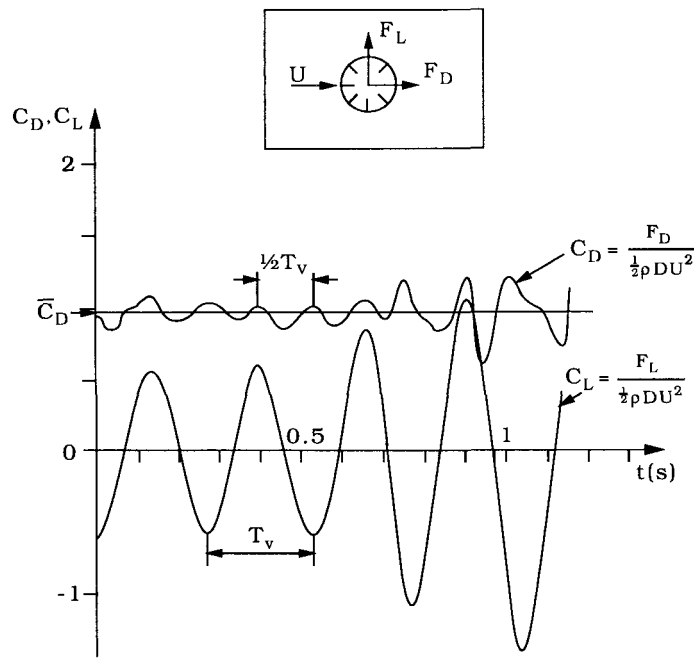 F_L
U
F_D
C_D, C_L
2
½T_v
C_D = F_D / ½ρDU²
C̅_D
C_L = F_L / ½ρDU²
0.5
1
0
t(s)
T_v
-1